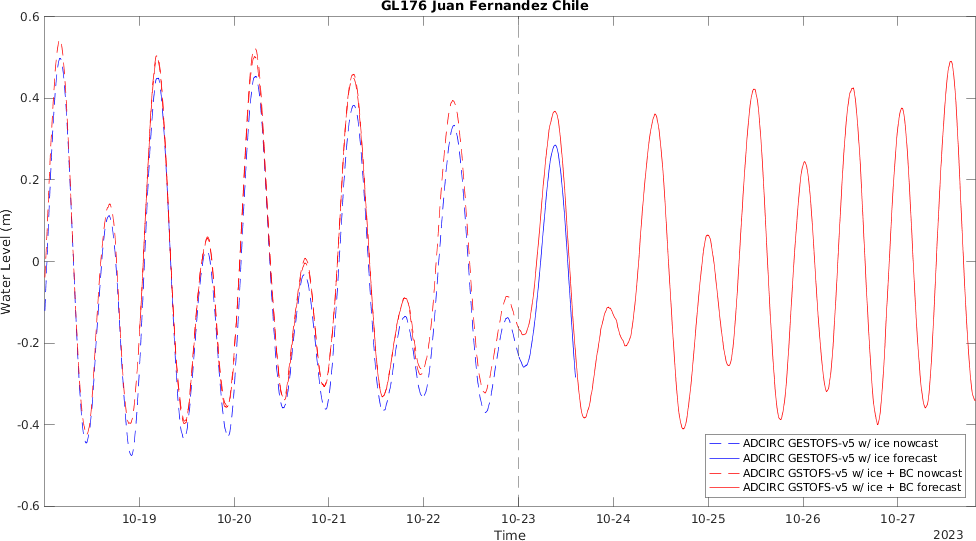 GL176 Juan Fernandez Chile
0.6
0.4
0.2
0
-0.2
-0.4
-0.6
Water Level (m)
10-19 10-20 10-21 10-22 10-23 10-24 10-25 10-26 10-27
Time
2023
ADCIRC GESTOFS-v5 w/ ice nowcast
ADCIRC GESTOFS-v5 w/ ice forecast
ADCIRC GSTOFS-v5 w/ ice + BC nowcast
ADCIRC GSTOFS-v5 w/ ice + BC forecast